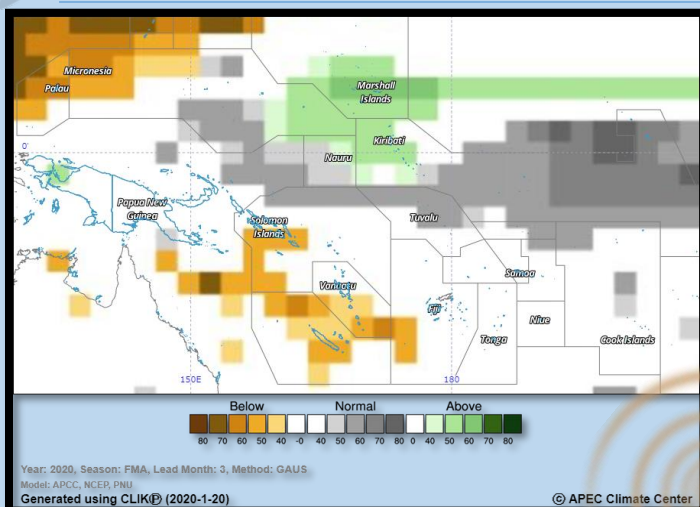 Micronesia
Palau
Marshall
Islands
Kiribati
0°
Nauru
Papua New
Guinea
Solomon
Islands
Tuvalu
Samoa
Vanuatu
Fiji
Niue
Tonga
Cook Islands
150E 180
Below Normal Above
80 70 60 50 40 -0 40 50 60 70 80 0 40 50 60 70 80
Year: 2020, Season: FMA, Lead Month: 3, Method: GAUS
Model: APCC, NCEP, PNU
Generated using CLIKⓅ (2020-1-20) © APEC Climate Center